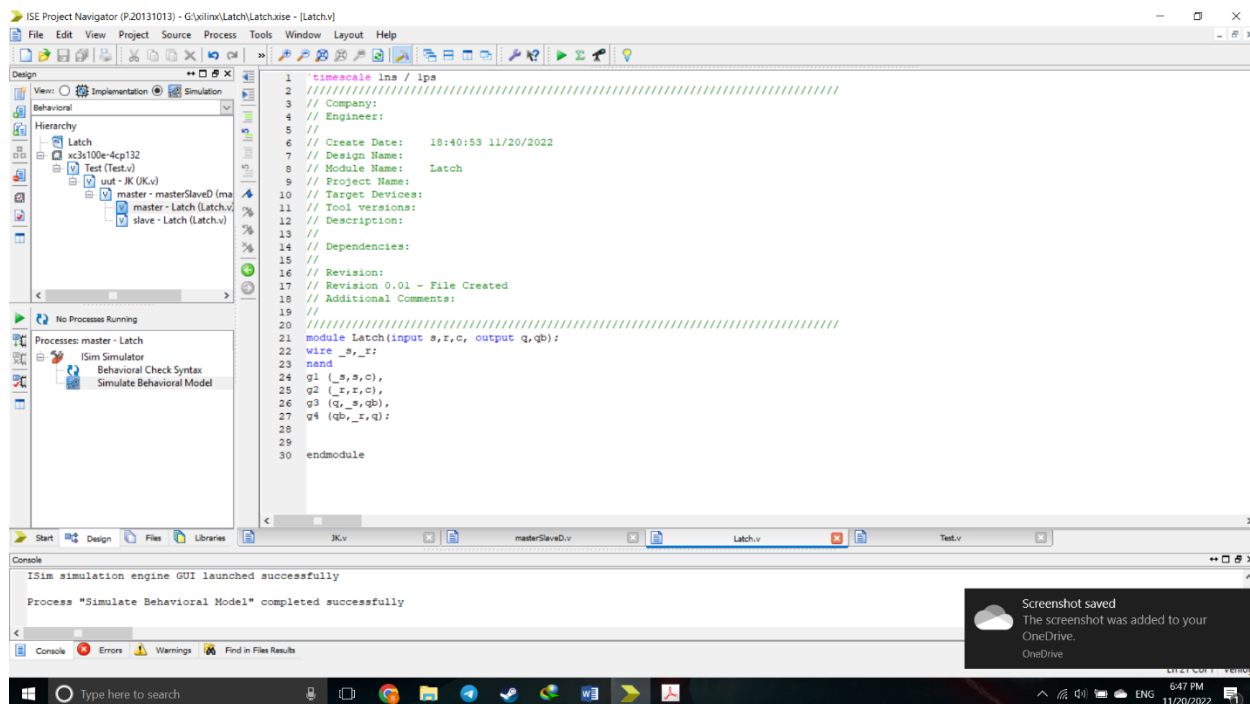 ISE Project Navigator (P.20131013) - G:\xilinx\Latch\Latch.xise - [Latch.v]
File Edit View Project Source Process Tools Window Layout Help
Design
View: Implementation Simulation
Behavioral
Hierarchy
Latch
xc3s100e-4cp132
Test (Test.v)
uut - JK (JK.v)
master - masterSlaveD (ma
master - Latch (Latch.v)
slave - Latch (Latch.v)
No Processes Running
Processes: master - Latch
ISim Simulator
Behavioral Check Syntax
Simulate Behavioral Model
1 `timescale 1ns / 1ps
2 //////////////////////////////////////////////////////////////////////////////////
3 // Company:
4 // Engineer:
5 //
6 // Create Date: 18:40:53 11/20/2022
7 // Design Name:
8 // Module Name: Latch
9 // Project Name:
10 // Target Devices:
11 // Tool versions:
12 // Description:
13 //
14 // Dependencies:
15 //
16 // Revision:
17 // Revision 0.01 - File Created
18 // Additional Comments:
19 //
20 //////////////////////////////////////////////////////////////////////////////////
21 module Latch(input s,r,c, output q,qb);
22 wire _s,_r;
23 nand
24 g1 (_s,s,c),
25 g2 (_r,r,c),
26 g3 (q,_s,qb),
27 g4 (qb,_r,q);
28
29
30 endmodule
Start Design Files Libraries
JK.v masterSlaveD.v Latch.v Test.v
Console
ISim simulation engine GUI launched successfully
Process "Simulate Behavioral Model" completed successfully
Console Errors Warnings Find in Files Results
Screenshot saved
The screenshot was added to your
OneDrive.
OneDrive
Ln 21 Col 1
Type here to search
ENG
6:47 PM
11/20/2022